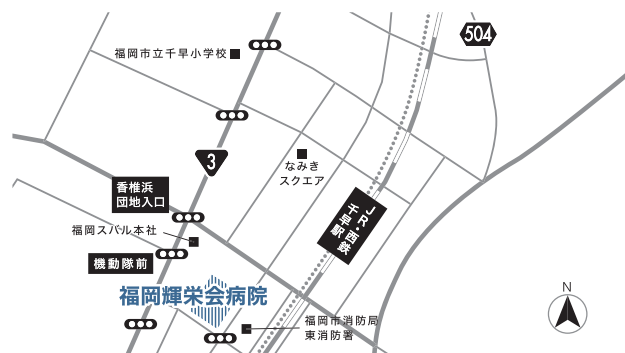 504
福岡市立千早小学校
3
なみき
スクエア
香椎浜
団地入口
JR・西鉄
千早駅
福岡スバル本社
機動隊前
福岡輝栄会病院
福岡市消防局
東消防署
N